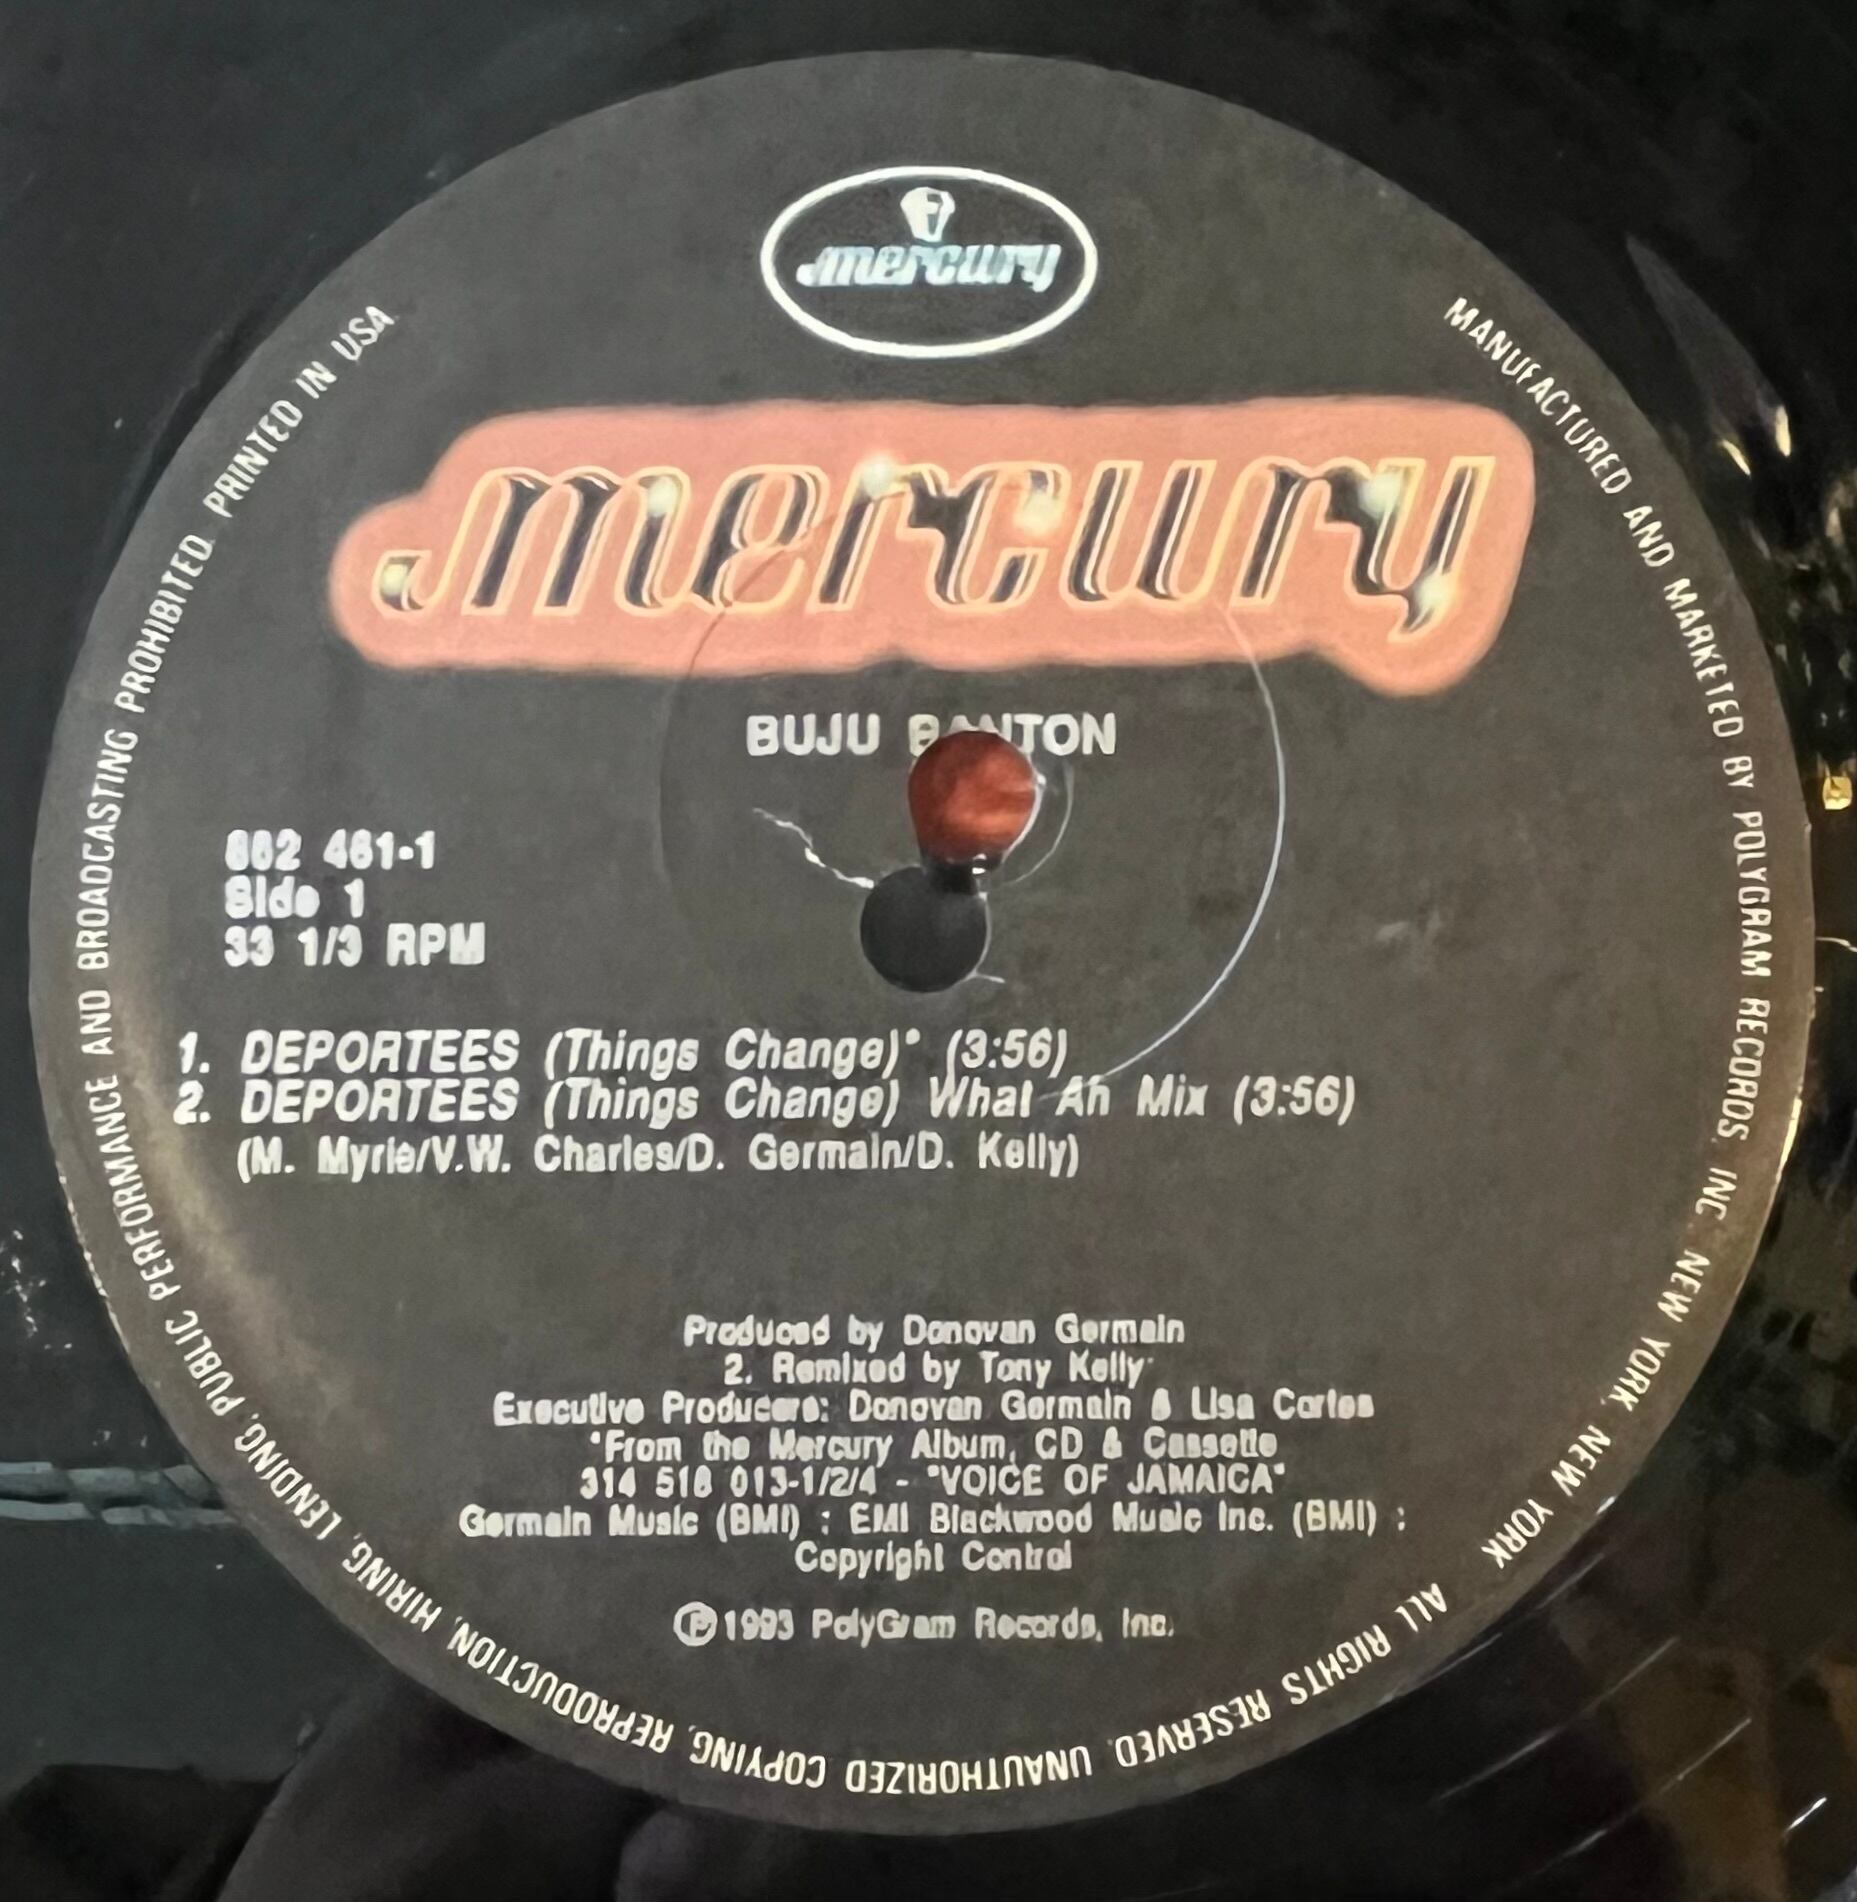 mercury
mercury
BUJU BANTON
862 461-1
Side 1
33 1/3 RPM
1. DEPORTEES (Things Change)* (3:56)
2. DEPORTEES (Things Change) What Ah Mix (3:56)
(M. Myrie/V.W. Charles/D. Germain/D. Kelly)
Produced by Donovan Germain
2. Remixed by Tony Kelly
Executive Producers: Donovan Germain & Lisa Cortes
*From the Mercury Album, CD & Cassette
314 518 013-1/2/4 - "VOICE OF JAMAICA"
Germain Music (BMI) : EMI Blackwood Music Inc. (BMI) :
Copyright Control
℗1993 PolyGram Records, Inc.
MANUFACTURED AND MARKETED BY POLYGRAM RECORDS, INC. NEW YORK, NEW YORK
ALL RIGHTS RESERVED. UNAUTHORIZED COPYING, REPRODUCTION, HIRING, LENDING, PUBLIC PERFORMANCE AND BROADCASTING PROHIBITED. PRINTED IN USA